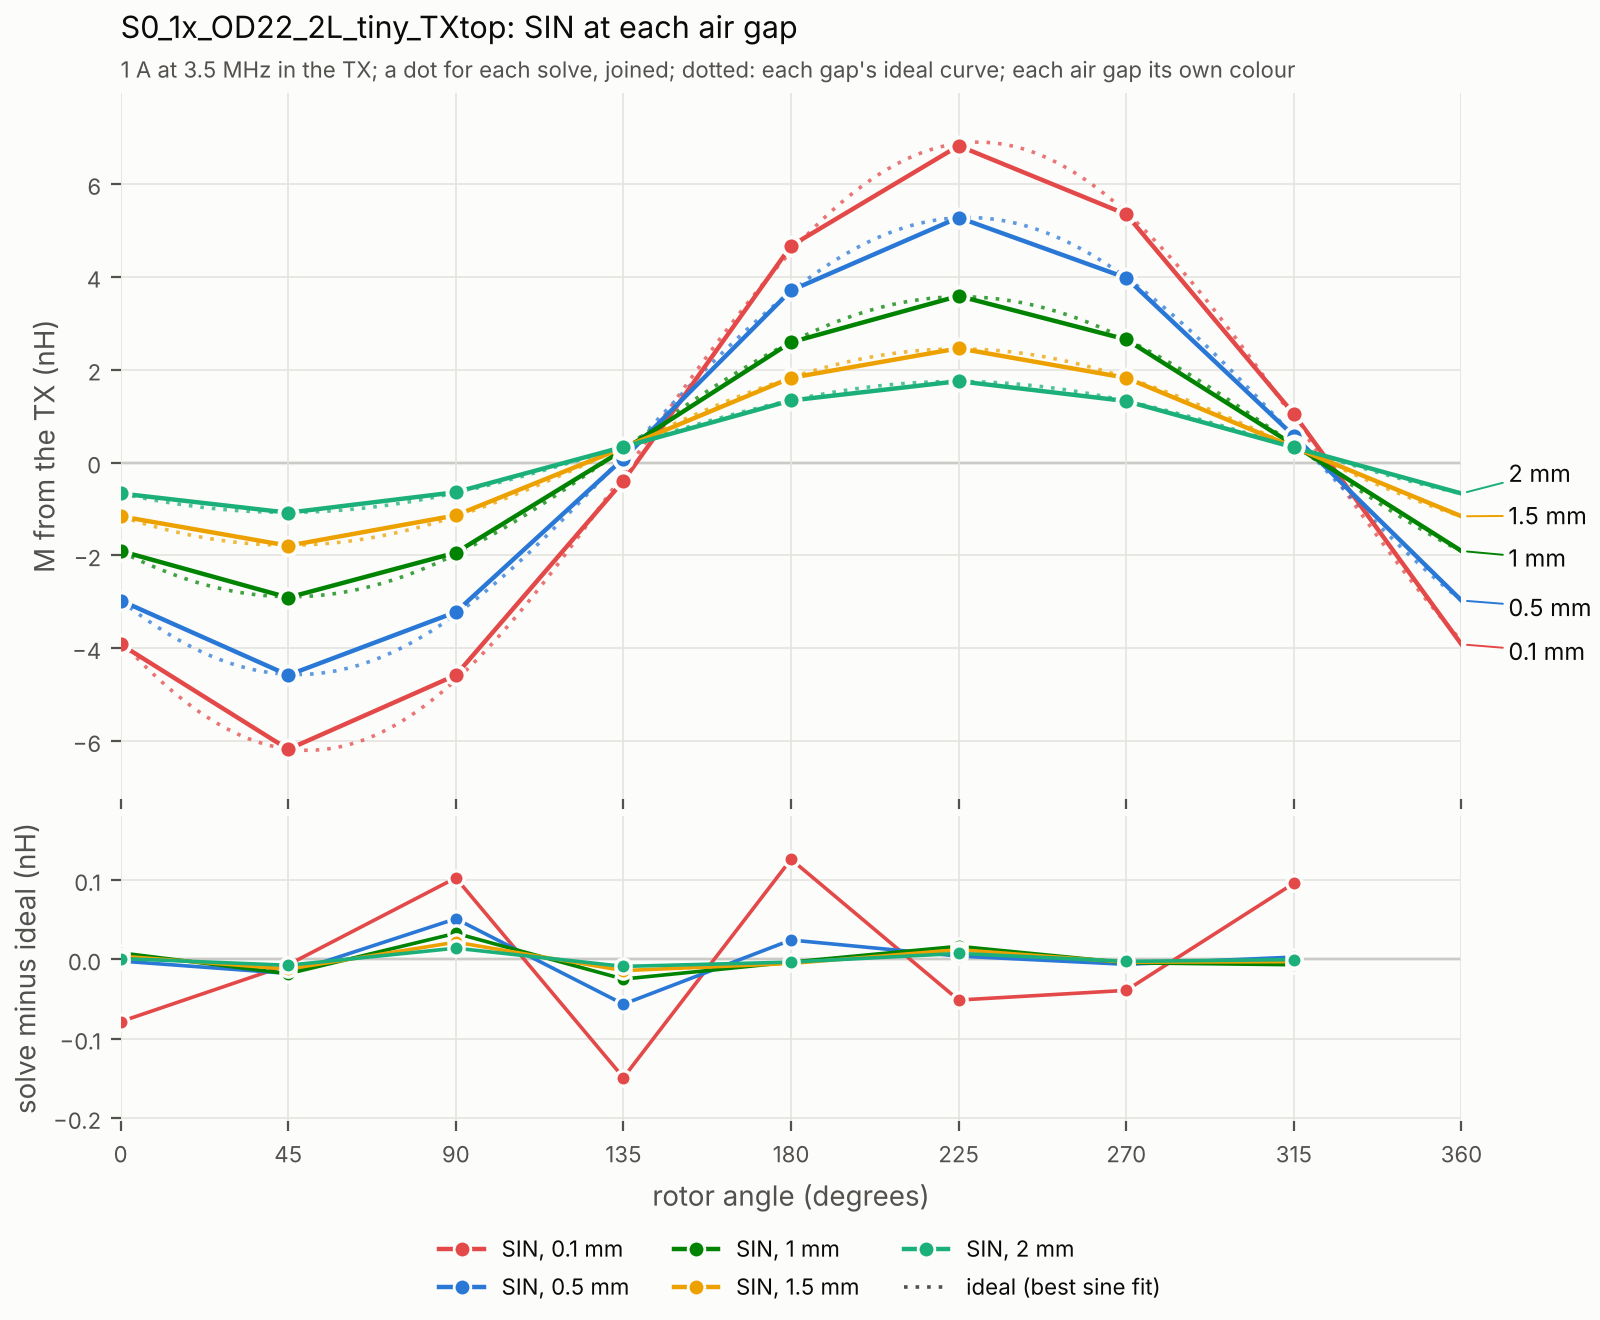 S0_1x_OD22_2L_tiny_TXtop: SIN at each air gap
1 A at 3.5 MHz in the TX; a dot for each solve, joined; dotted: each gap's ideal curve; each air gap its own colour
M from the TX (nH)
6
4
2
0
−2
−4
−6
2 mm
1.5 mm
1 mm
0.5 mm
0.1 mm
solve minus ideal (nH)
0.1
0.0
−0.1
−0.2
0 45 90 135 180 225 270 315 360
rotor angle (degrees)
SIN, 0.1 mm SIN, 1 mm SIN, 2 mm
SIN, 0.5 mm SIN, 1.5 mm ideal (best sine fit)